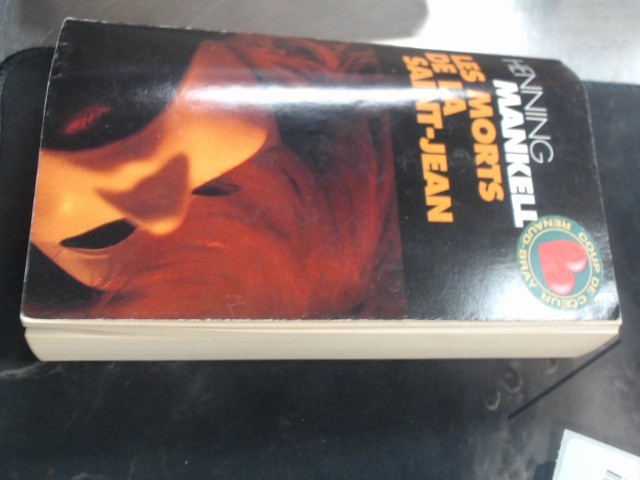 HENNING
MANKELL
LES MORTS
DE LA
SAINT-JEAN
COUP DE CŒUR
RENAUD-BRAY